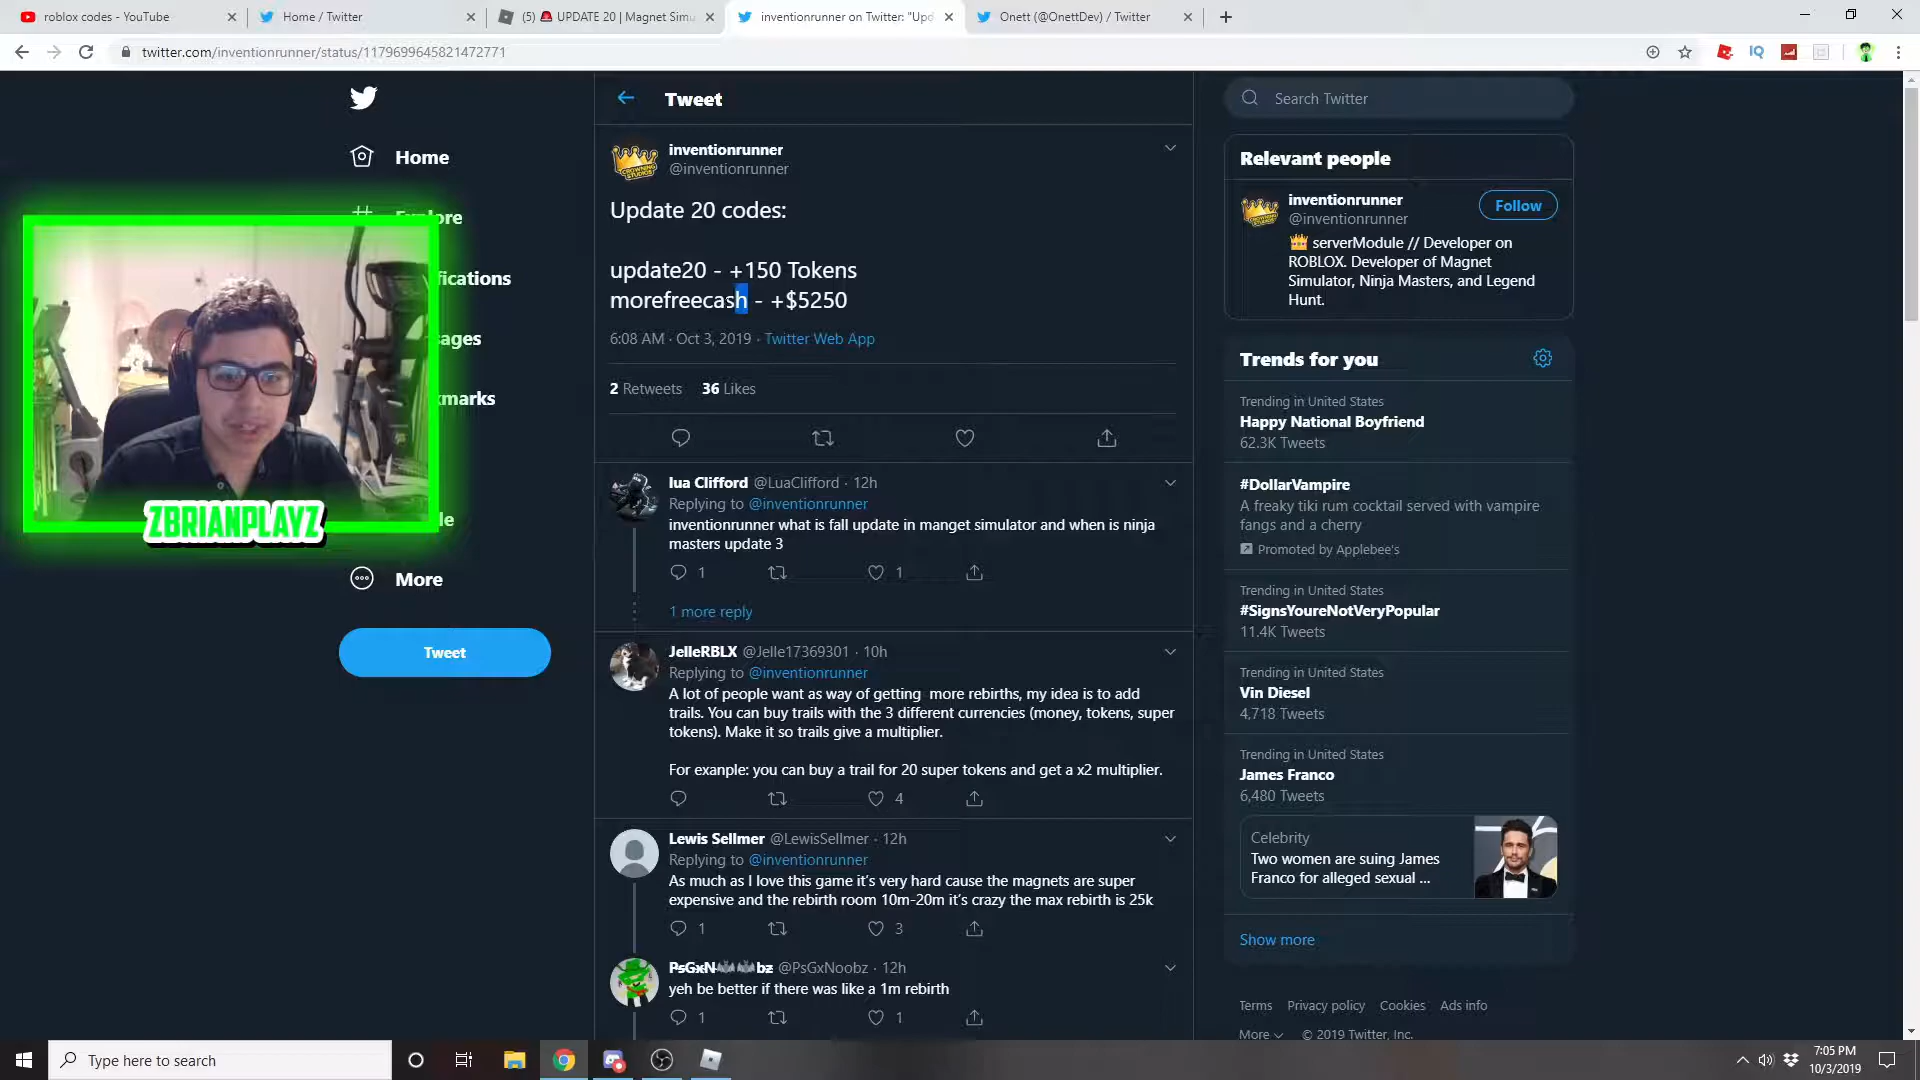 roblox codes - YouTube
Home / Twitter
(5) 🚨 UPDATE 20 | Magnet Simu
inventionrunner on Twitter: "Upd
Onett (@OnettDev) / Twitter
twitter.com/inventionrunner/status/1179699645821472771
IQ
Home
Explore
fications
sages
kmarks
le
More
Tweet
ZBRIANPLAYZ
Tweet
inventionrunner
@inventionrunner
Update 20 codes:
update20 - +150 Tokens
morefreecash - +$5250
6:08 AM · Oct 3, 2019 · Twitter Web App
2 Retweets 36 Likes
lua Clifford @LuaClifford · 12h
Replying to @inventionrunner
inventionrunner what is fall update in manget simulator and when is ninja
masters update 3
1 1
1 more reply
JelleRBLX @Jelle17369301 · 10h
Replying to @inventionrunner
A lot of people want as way of getting more rebirths, my idea is to add
trails. You can buy trails with the 3 different currencies (money, tokens, super
tokens). Make it so trails give a multiplier.
For exanple: you can buy a trail for 20 super tokens and get a x2 multiplier.
4
Lewis Sellmer @LewisSellmer · 12h
Replying to @inventionrunner
As much as I love this game it's very hard cause the magnets are super
expensive and the rebirth room 10m-20m it's crazy the max rebirth is 25k
1 3
@PsGxNoobz · 12h
yeh be better if there was like a 1m rebirth
1 1
Search Twitter
Relevant people
inventionrunner
@inventionrunner
Follow
👑 serverModule // Developer on
ROBLOX. Developer of Magnet
Simulator, Ninja Masters, and Legend
Hunt.
Trends for you
Trending in United States
Happy National Boyfriend
62.3K Tweets
#DollarVampire
A freaky tiki rum cocktail served with vampire
fangs and a cherry
Promoted by Applebee's
Trending in United States
#SignsYoureNotVeryPopular
11.4K Tweets
Trending in United States
Vin Diesel
4,718 Tweets
Trending in United States
James Franco
6,480 Tweets
Celebrity
Two women are suing James
Franco for alleged sexual ...
Show more
Terms Privacy policy Cookies Ads info
More © 2019 Twitter, Inc.
Type here to search
7:05 PM
10/3/2019